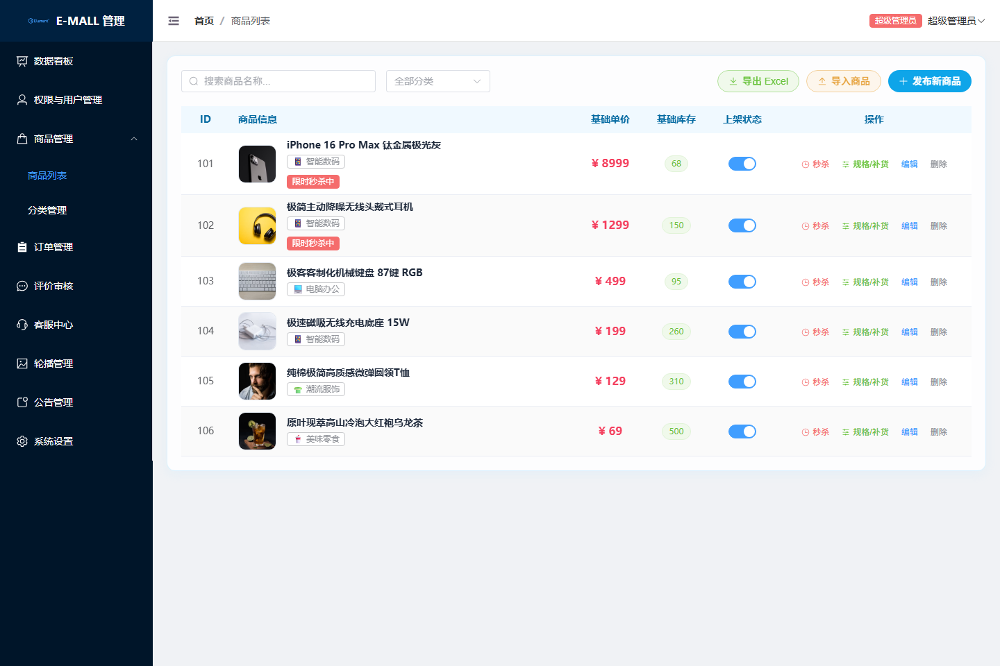 Element
E-MALL 管理
首页 / 商品列表
超级管理员 超级管理员
数据看板
权限与用户管理
商品管理
商品列表
分类管理
订单管理
评价审核
客服中心
轮播管理
公告管理
系统设置
搜索商品名称...
全部分类
导出 Excel
导入商品
发布新商品
ID 商品信息 基础单价 基础库存 上架状态 操作
101 iPhone 16 Pro Max 钛金属极光灰 ¥ 8999 68 秒杀 规格/补货 编辑 删除
智能数码
限时秒杀中
102 极简主动降噪无线头戴式耳机 ¥ 1299 150 秒杀 规格/补货 编辑 删除
智能数码
限时秒杀中
103 极客客制化机械键盘 87键 RGB ¥ 499 95 秒杀 规格/补货 编辑 删除
电脑办公
104 极速磁吸无线充电底座 15W ¥ 199 260 秒杀 规格/补货 编辑 删除
智能数码
105 纯棉极简高质感微弹圆领T恤 ¥ 129 310 秒杀 规格/补货 编辑 删除
潮流服饰
106 原叶现萃高山冷泡大红袍乌龙茶 ¥ 69 500 秒杀 规格/补货 编辑 删除
美味零食